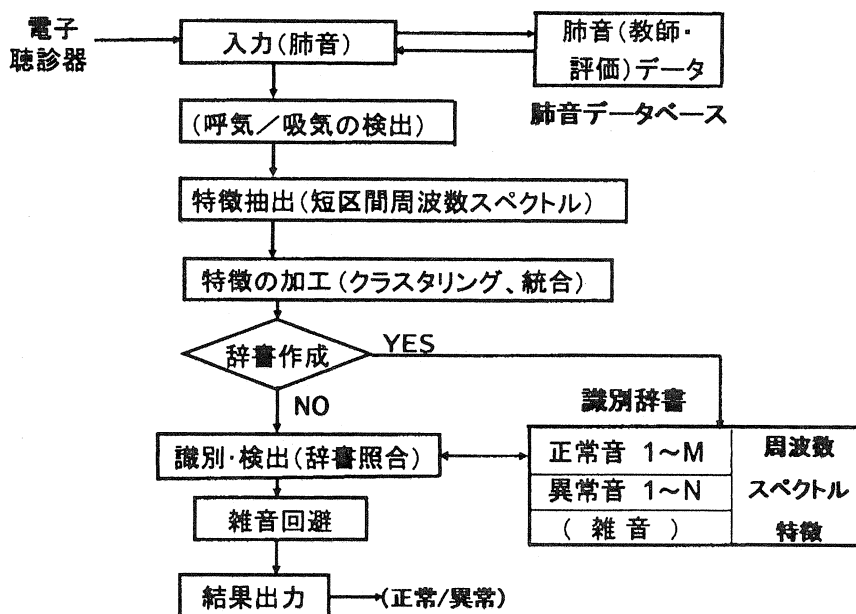 電子
聴診器
入力(肺音)
肺音(教師・
評価)データ
肺音データベース
(呼気/吸気の検出)
特徴抽出(短区間周波数スペクトル)
特徴の加工(クラスタリング、統合)
辞書作成
YES
NO
識別辞書
識別・検出(辞書照合)
正常音 1~M
異常音 1~N
(雑音)
周波数
スペクトル
特徴
雑音回避
結果出力
(正常/異常)